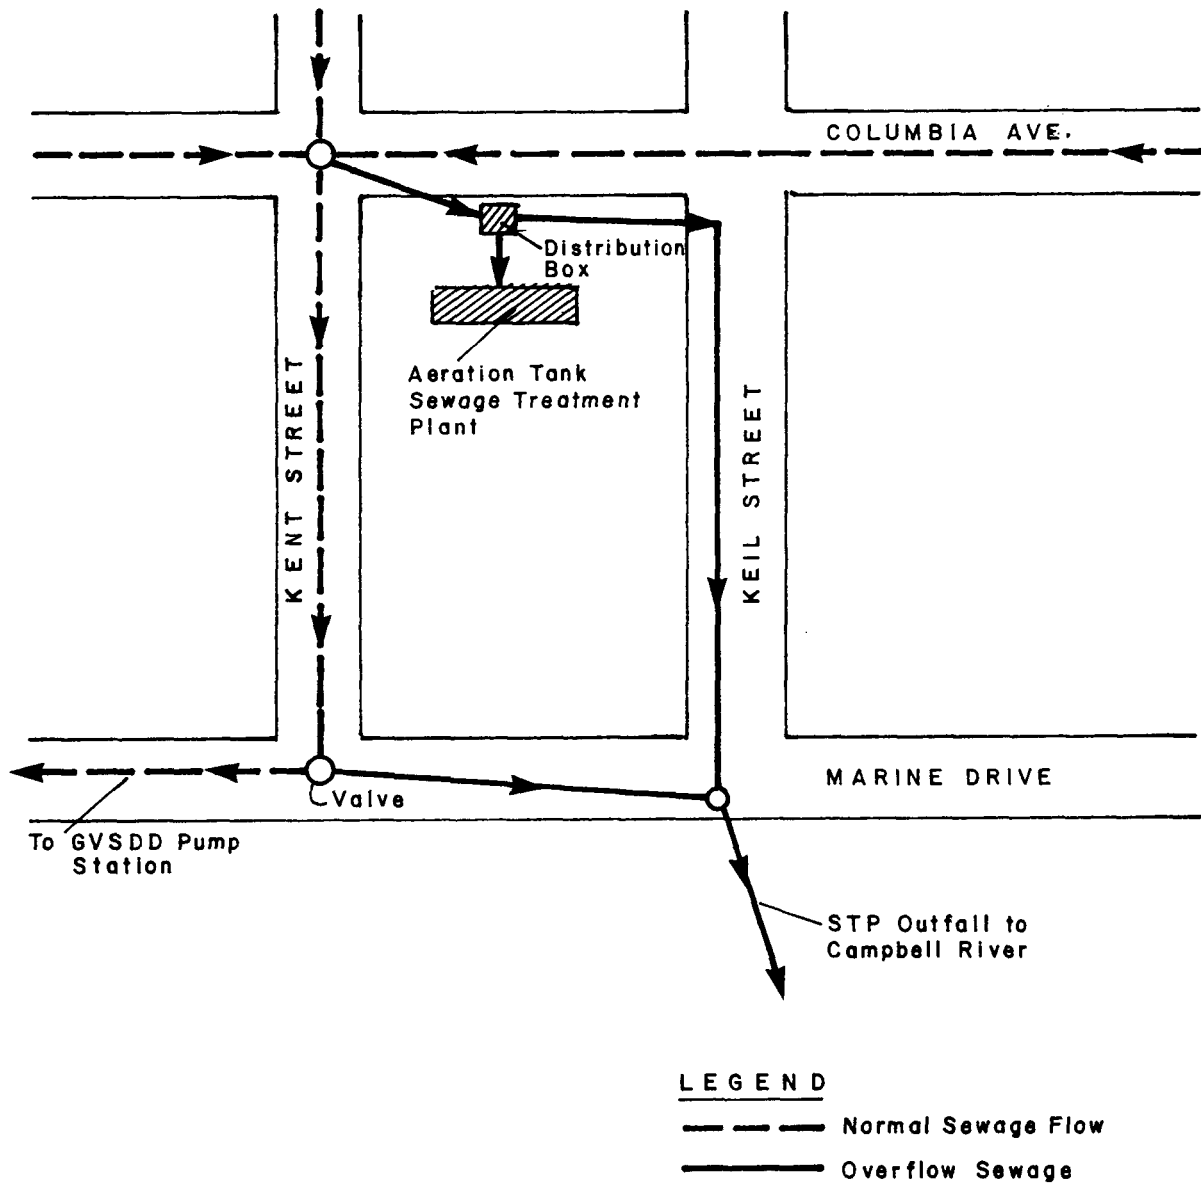 COLUMBIA AVE.
Distribution
Box
Aeration Tank
Sewage Treatment
Plant
KENT STREET
KEIL STREET
MARINE DRIVE
Valve
To GVSDD Pump
Station
STP Outfall to
Campbell River
LEGEND
Normal Sewage Flow
Overflow Sewage